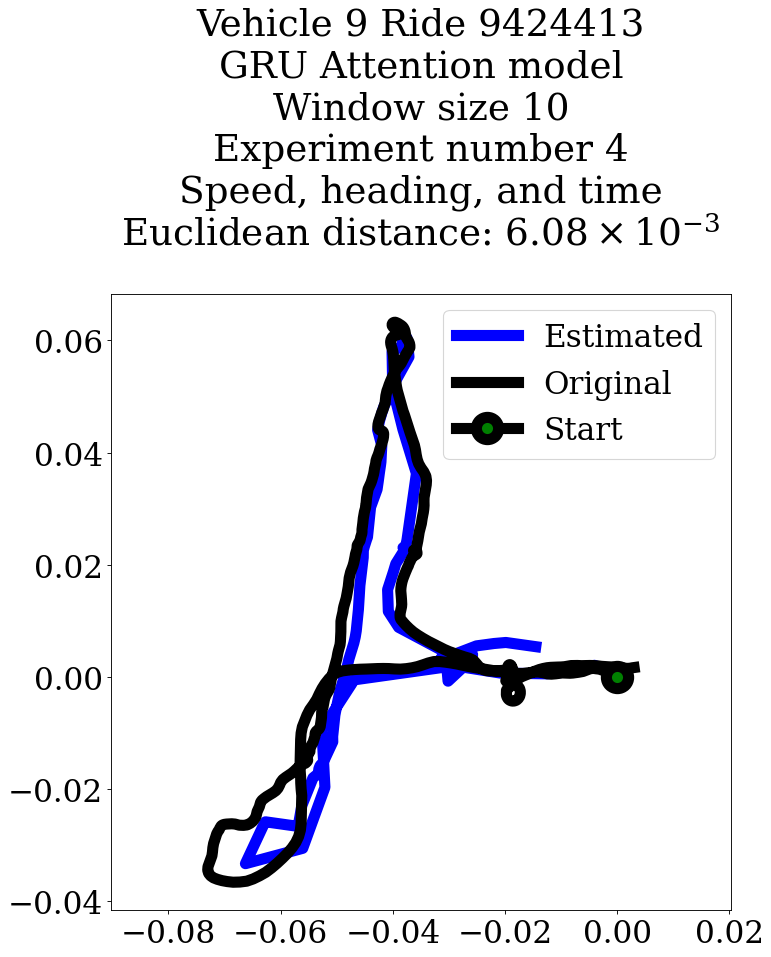 Vehicle 9 Ride 9424413
GRU Attention model
Window size 10
Experiment number 4
Speed, heading, and time
Euclidean distance: 6.08 × 10⁻³
Estimated
Original
Start
0.06
0.04
0.02
0.00
−0.02
−0.04
−0.08 −0.06 −0.04 −0.02 0.00 0.02